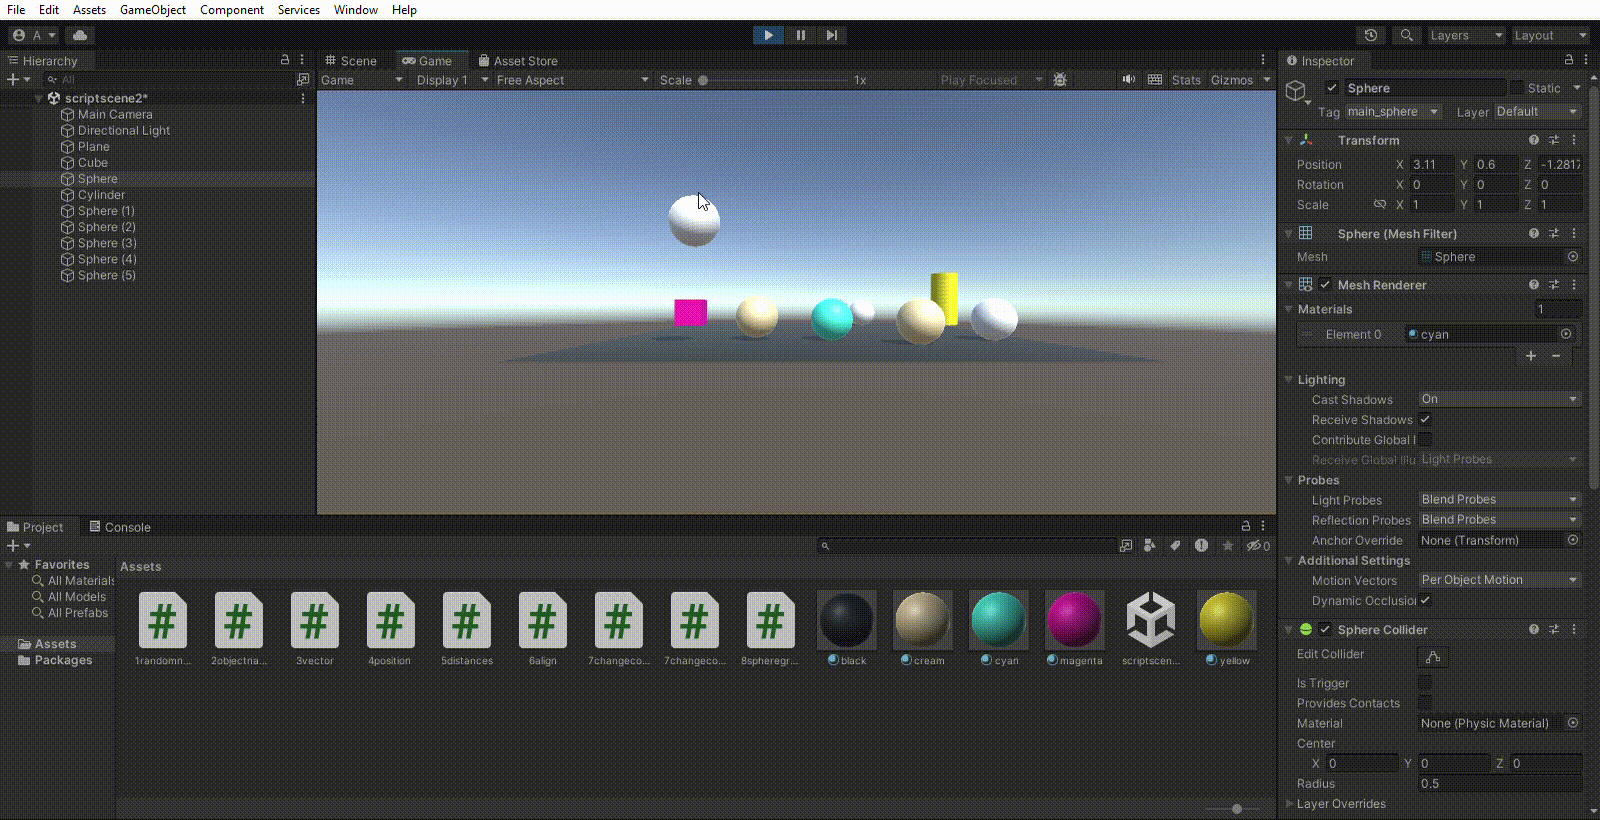 File Edit Assets GameObject Component Services Window Help
A Layers Layout
Hierarchy
All
scriptscene2*
Main Camera
Directional Light
Plane
Cube
Sphere
Cylinder
Sphere (1)
Sphere (2)
Sphere (3)
Sphere (4)
Sphere (5)
Scene Game Asset Store
Game Display 1 Free Aspect Scale 1x Play Focused Stats Gizmos
Inspector
Sphere Static
Tag main_sphere Layer Default
Transform
Position X 3.11 Y 0.6 Z -1.2817
Rotation X 0 Y 0 Z 0
Scale X 1 Y 1 Z 1
Sphere (Mesh Filter)
Mesh Sphere
Mesh Renderer
Materials 1
Element 0 cyan
Lighting
Cast Shadows On
Receive Shadows
Contribute Global I
Receive Global Illu Light Probes
Probes
Light Probes Blend Probes
Reflection Probes Blend Probes
Anchor Override None (Transform)
Additional Settings
Motion Vectors Per Object Motion
Dynamic Occlusio
Sphere Collider
Edit Collider
Is Trigger
Provides Contacts
Material None (Physic Material)
Center
X 0 Y 0 Z 0
Radius 0.5
Layer Overrides
Project Console
0
Favorites
All Materials
All Models
All Prefabs
Assets
Packages
Assets
1randomn... 2objectna... 3vector 4position 5distances 6align 7changeco... 7changeco... 8spheregr... black cream cyan magenta scriptscen... yellow